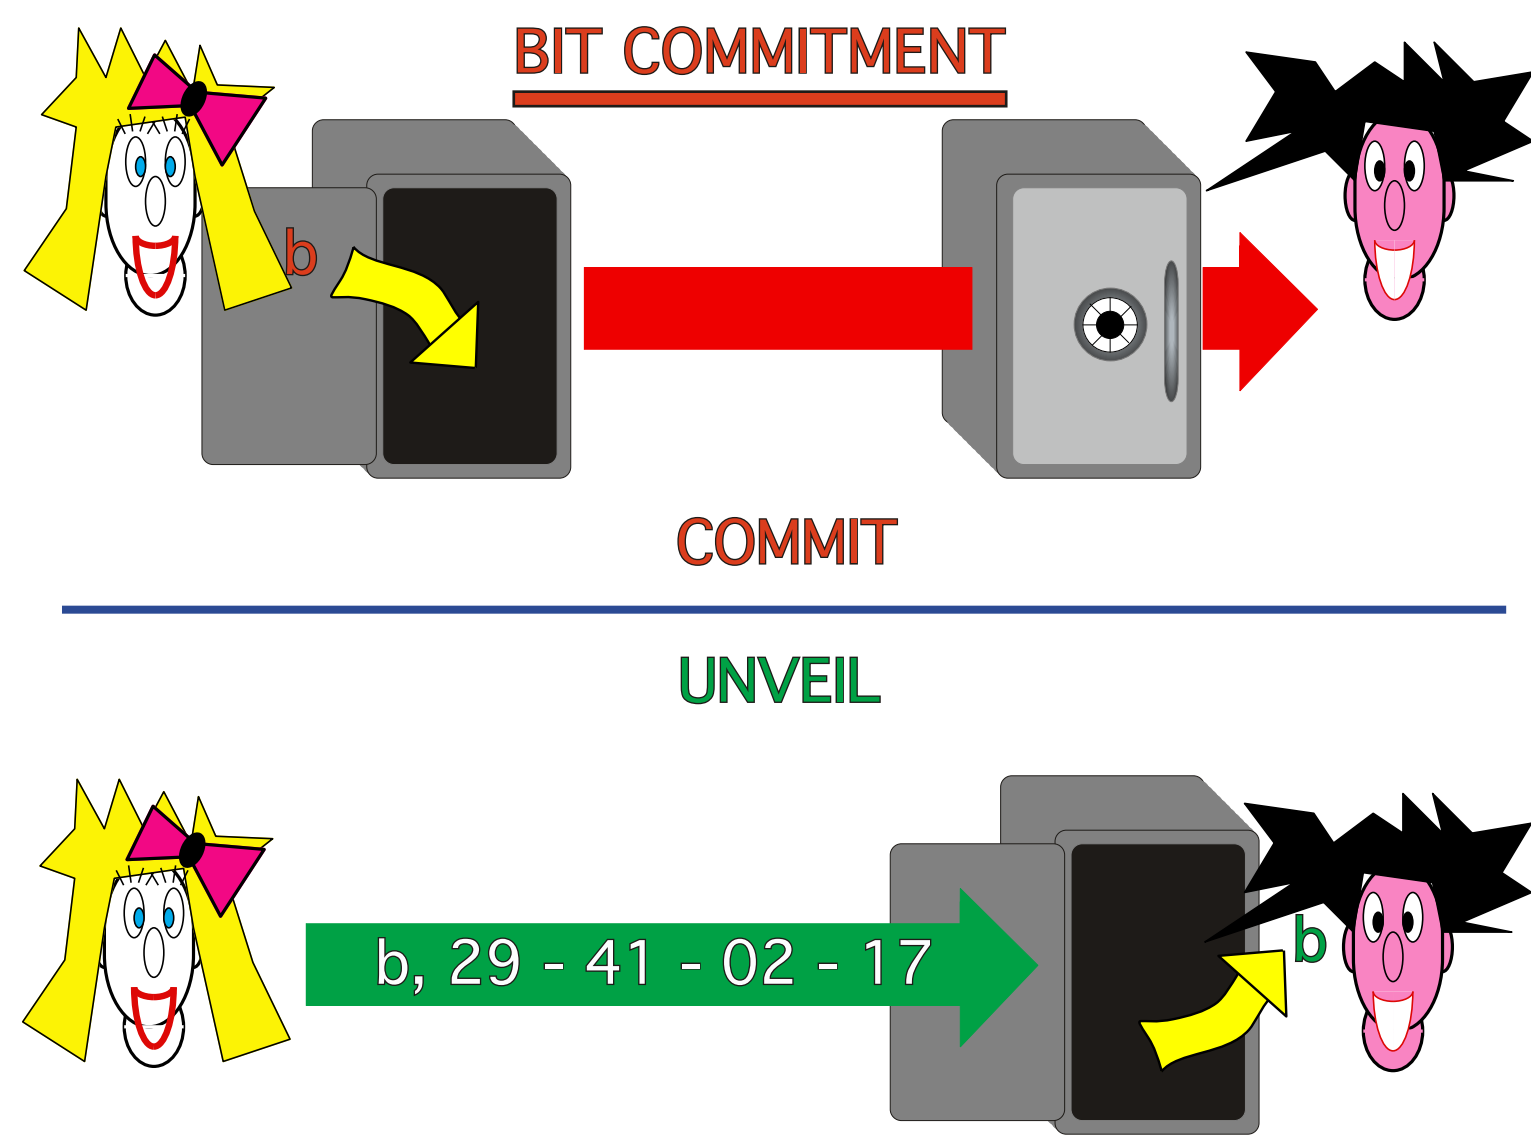 BIT COMMITMENT
b
COMMIT
UNVEIL
b, 29 - 41 - 02 - 17
b